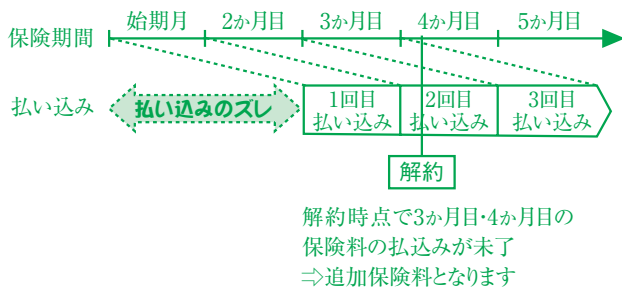 保険期間
始期月
2か月目
3か月目
4か月目
5か月目
払い込み
払い込みのズレ
1回目
払い込み
2回目
払い込み
3回目
払い込み
解約
解約時点で3か月目・4か月目の
保険料の払込みが未了
⇒追加保険料となります